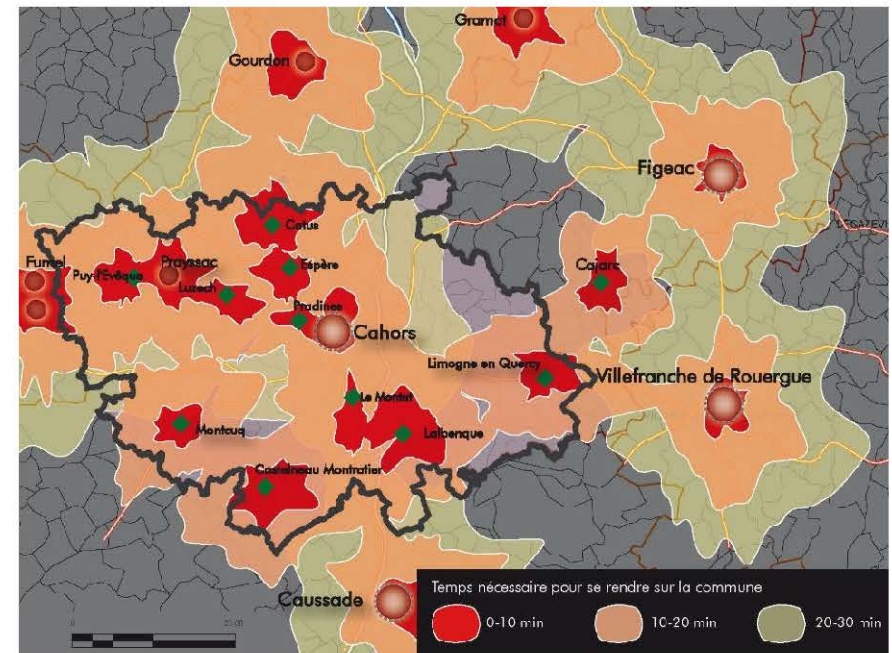 Gramat
Gourdon
Figeac
Catus
Fumel
Puy l'Evêque
Prayssac
Espère
Luzech
Cajarc
Pradines
Cahors
Limogne en Quercy
Villefranche de Rouergue
Le Montat
Montcuq
Lalbenque
Castelnau Montratier
Caussade
Temps nécessaire pour se rendre sur la commune
0-10 min
10-20 min
20-30 min
0